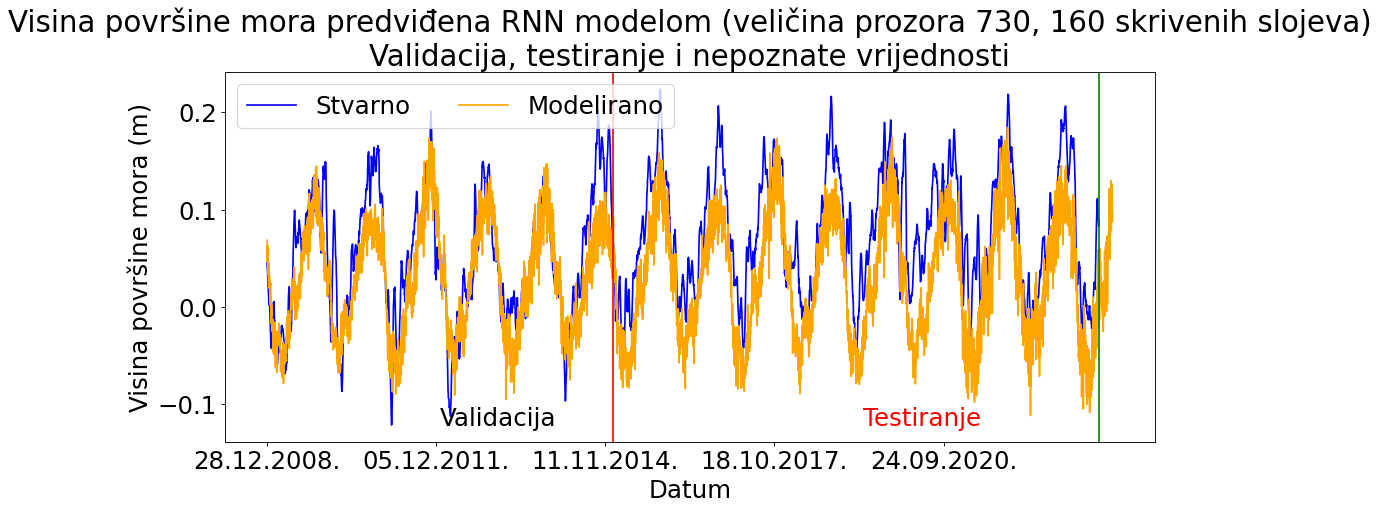 Visina površine mora predviđena RNN modelom (veličina prozora 730, 160 skrivenih slojeva)
Validacija, testiranje i nepoznate vrijednosti
Stvarno
Modelirano
Visina površine mora (m)
0.2
0.1
0.0
−0.1
Validacija
Testiranje
28.12.2008.
05.12.2011.
11.11.2014.
18.10.2017.
24.09.2020.
Datum